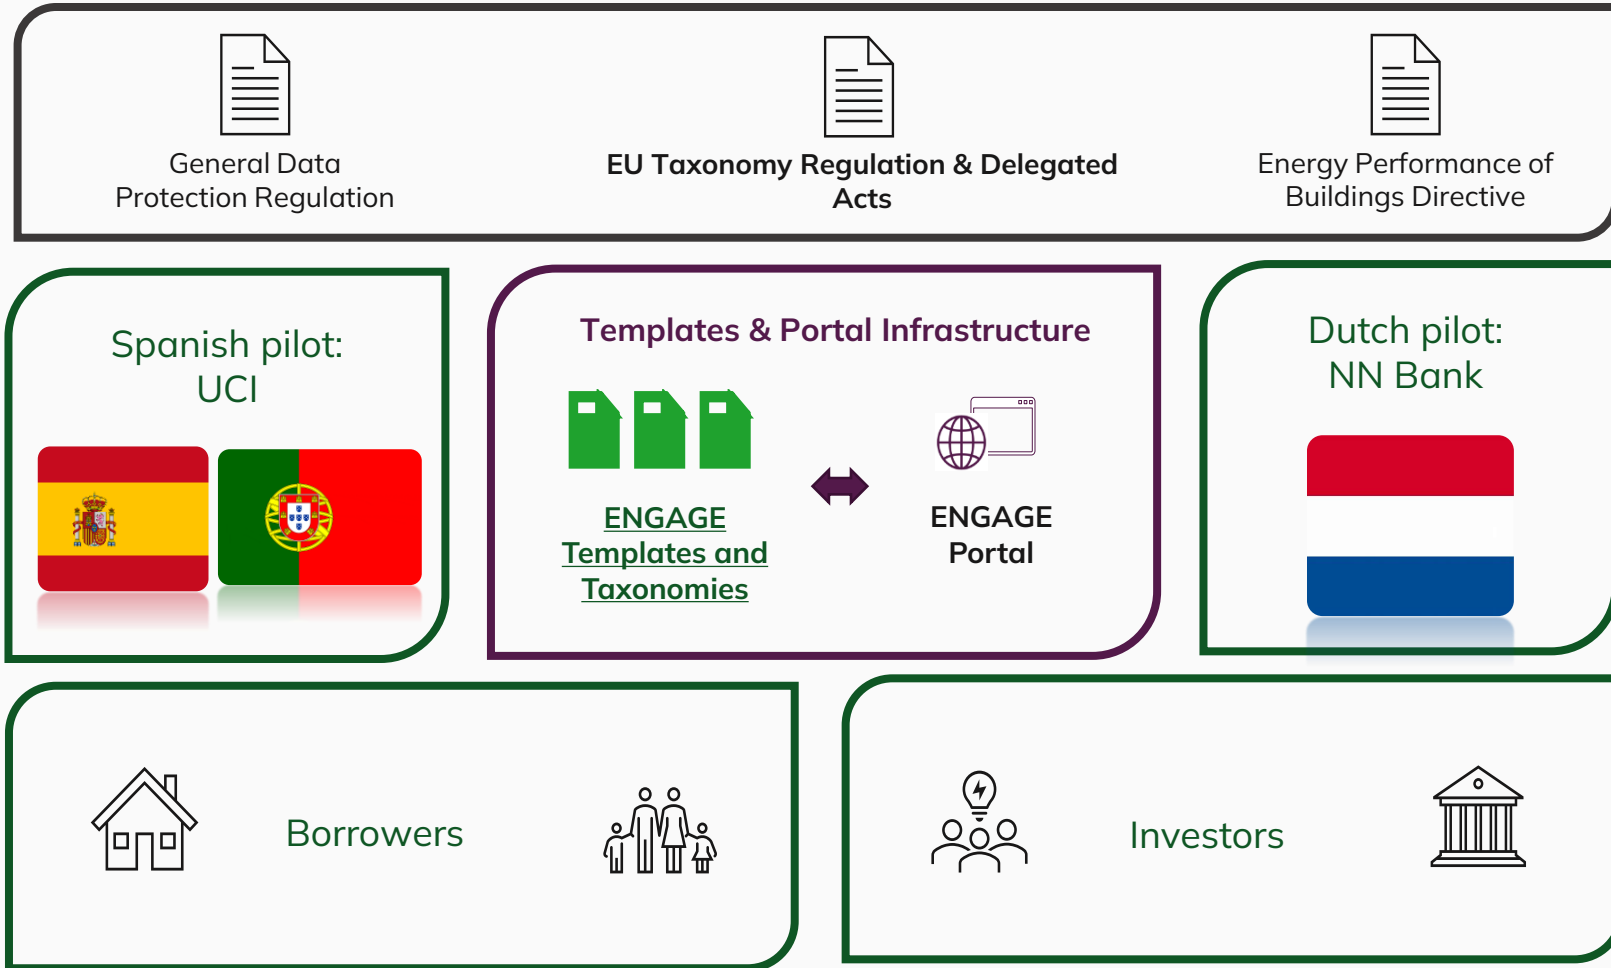 General Data
Protection Regulation
EU Taxonomy Regulation & Delegated
Acts
Energy Performance of
Buildings Directive
Spanish pilot:
UCI
Templates & Portal Infrastructure
ENGAGE
Templates and
Taxonomies
ENGAGE
Portal
Dutch pilot:
NN Bank
Borrowers
Investors